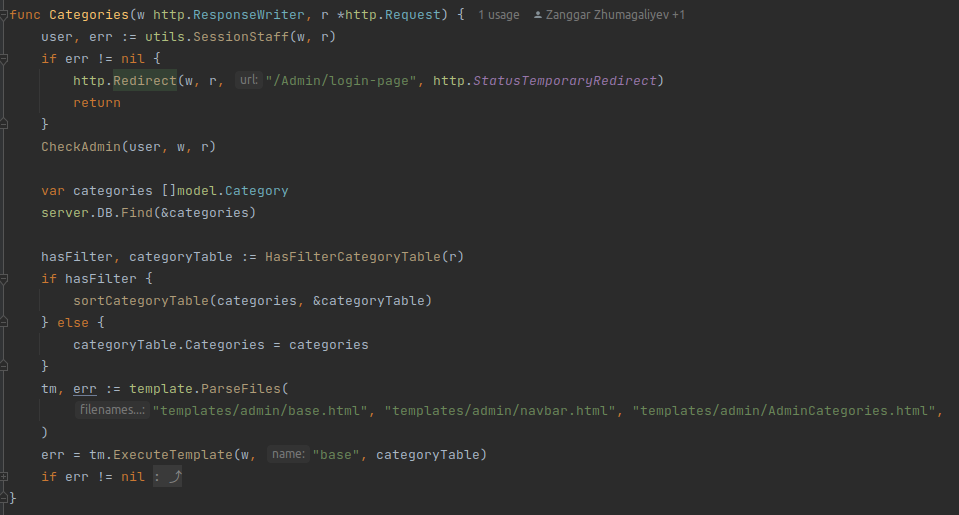 func Categories(w http.ResponseWriter, r *http.Request) { 1 usage Zanggar Zhumagaliyev +1
    user, err := utils.SessionStaff(w, r)
    if err != nil {
        http.Redirect(w, r, url: "/Admin/login-page", http.StatusTemporaryRedirect)
        return
    }
    CheckAdmin(user, w, r)

    var categories []model.Category
    server.DB.Find(&categories)

    hasFilter, categoryTable := HasFilterCategoryTable(r)
    if hasFilter {
        sortCategoryTable(categories, &categoryTable)
    } else {
        categoryTable.Categories = categories
    }
    tm, err := template.ParseFiles(
        filenames...: "templates/admin/base.html", "templates/admin/navbar.html", "templates/admin/AdminCategories.html",
    )
    err = tm.ExecuteTemplate(w, name: "base", categoryTable)
    if err != nil :
}